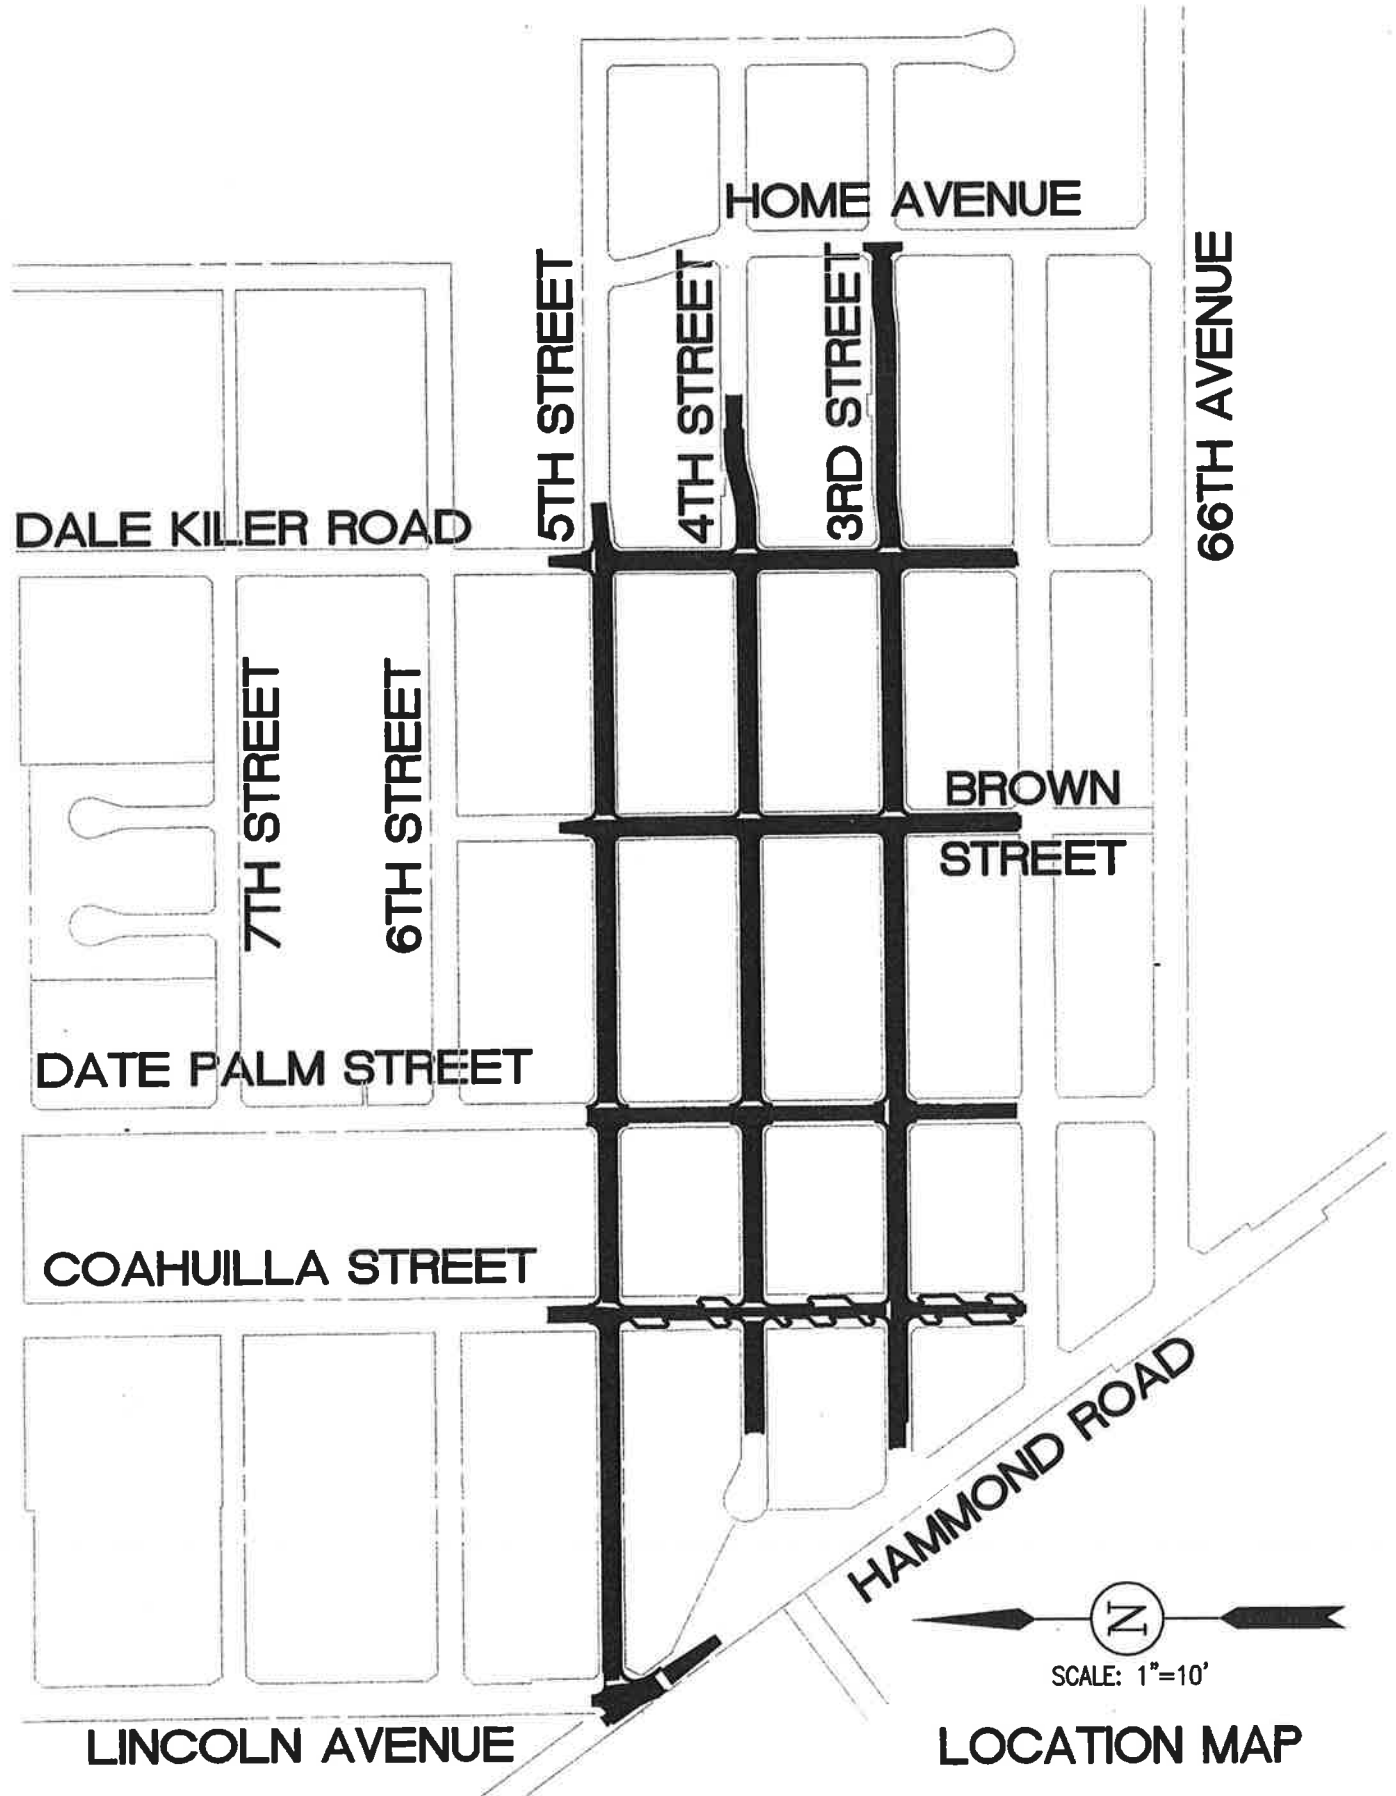 HOME AVENUE
5TH STREET
4TH STREET
3RD STREET
66TH AVENUE
DALE KILER ROAD
7TH STREET
6TH STREET
BROWN
STREET
DATE PALM STREET
COAHUILLA STREET
HAMMOND ROAD
N
SCALE: 1"=10'
LINCOLN AVENUE
LOCATION MAP